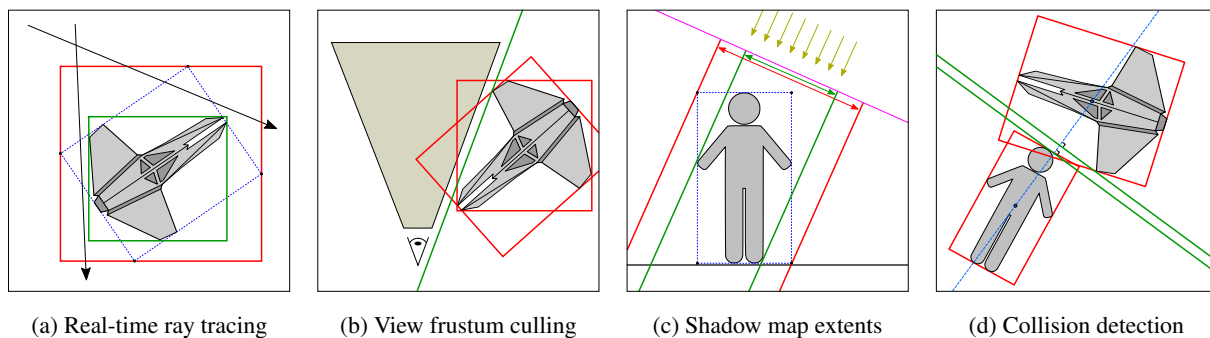 (a) Real-time ray tracing
(b) View frustum culling
(c) Shadow map extents
(d) Collision detection